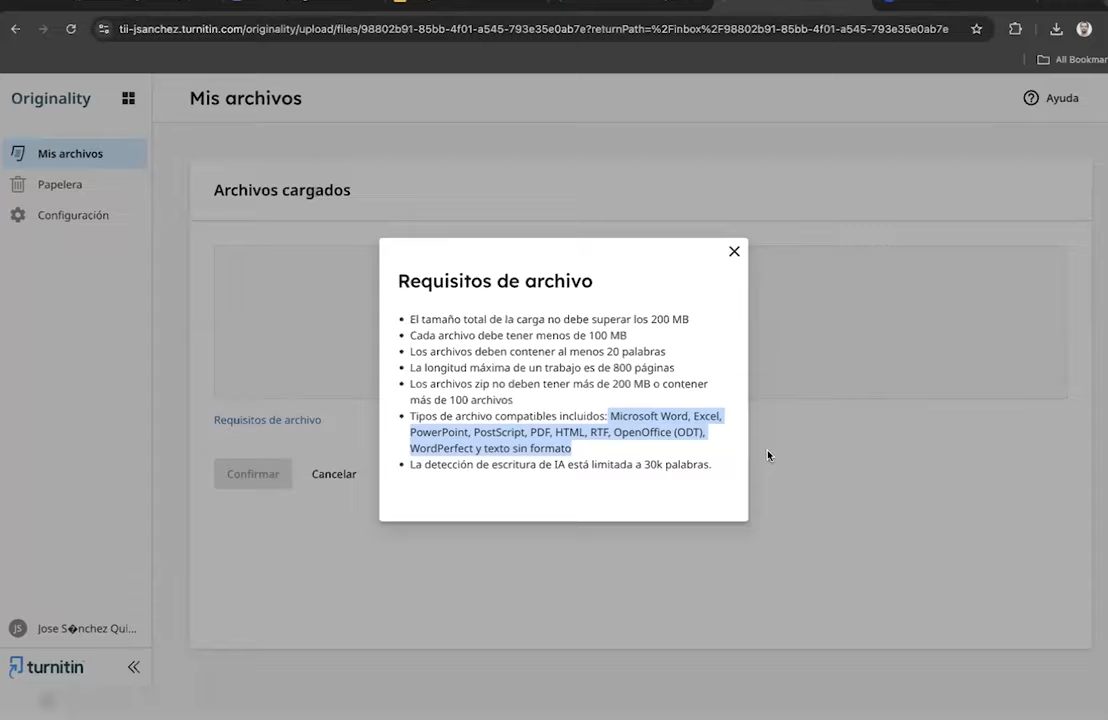 tii-jsanchez.turnitin.com/originality/upload/files/98802b91-85bb-4f01-a545-793e35e0ab7e?returnPath=%2Finbox%2F98802b91-85bb-4f01-a545-793e35e0ab7e
All Bookmar
Originality
Mis archivos
Ayuda
Mis archivos
Papelera
Configuración
Archivos cargados
Requisitos de archivo
El tamaño total de la carga no debe superar los 200 MB
Cada archivo debe tener menos de 100 MB
Los archivos deben contener al menos 20 palabras
La longitud máxima de un trabajo es de 800 páginas
Los archivos zip no deben tener más de 200 MB o contener
más de 100 archivos
Tipos de archivo compatibles incluidos: Microsoft Word, Excel,
PowerPoint, PostScript, PDF, HTML, RTF, OpenOffice (ODT),
WordPerfect y texto sin formato
La detección de escritura de IA está limitada a 30k palabras.
Requisitos de archivo
Confirmar
Cancelar
JS
Jose S�nchez Qui...
turnitin